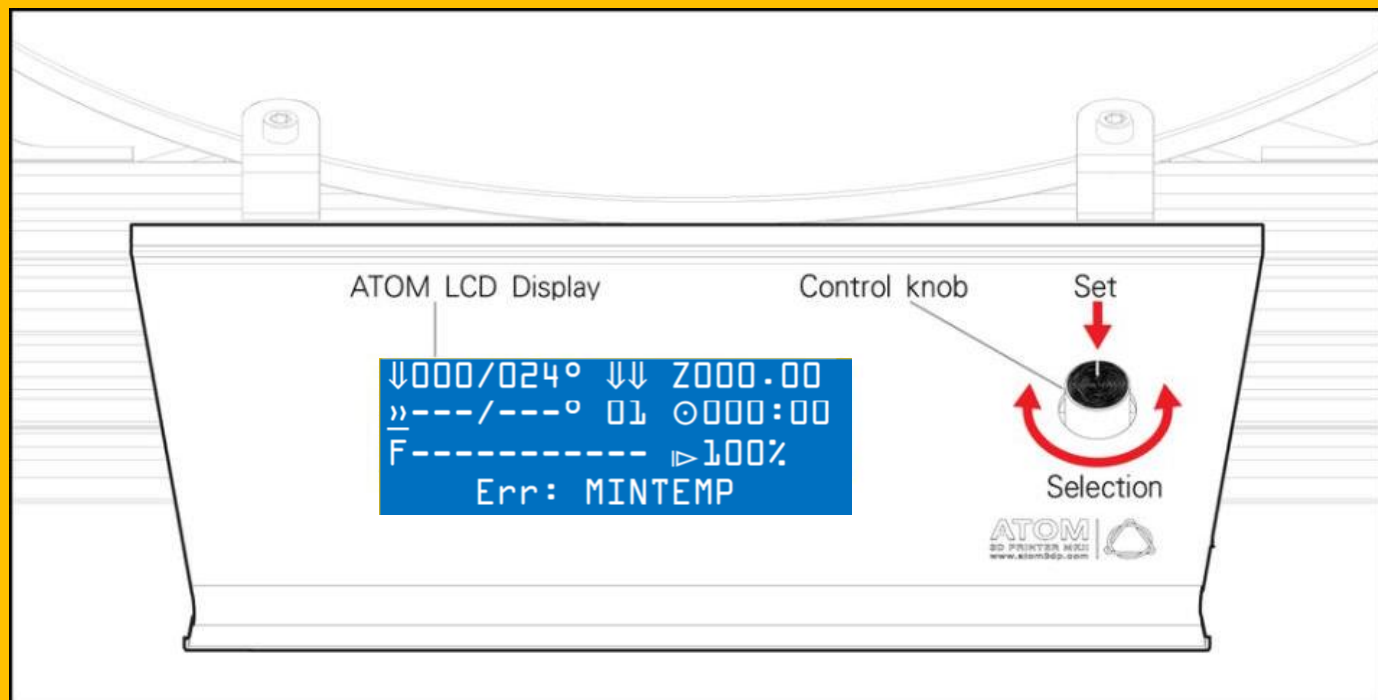 ATOM LCD Display
Control knob
Set
⇓000/024° ⇓⇓ Z000.00
---/---° 01 ⊙000:00
F----------- ▷100%
Err: MINTEMP
Selection
ATOM
3D PRINTER MKII
www.atom3dp.com